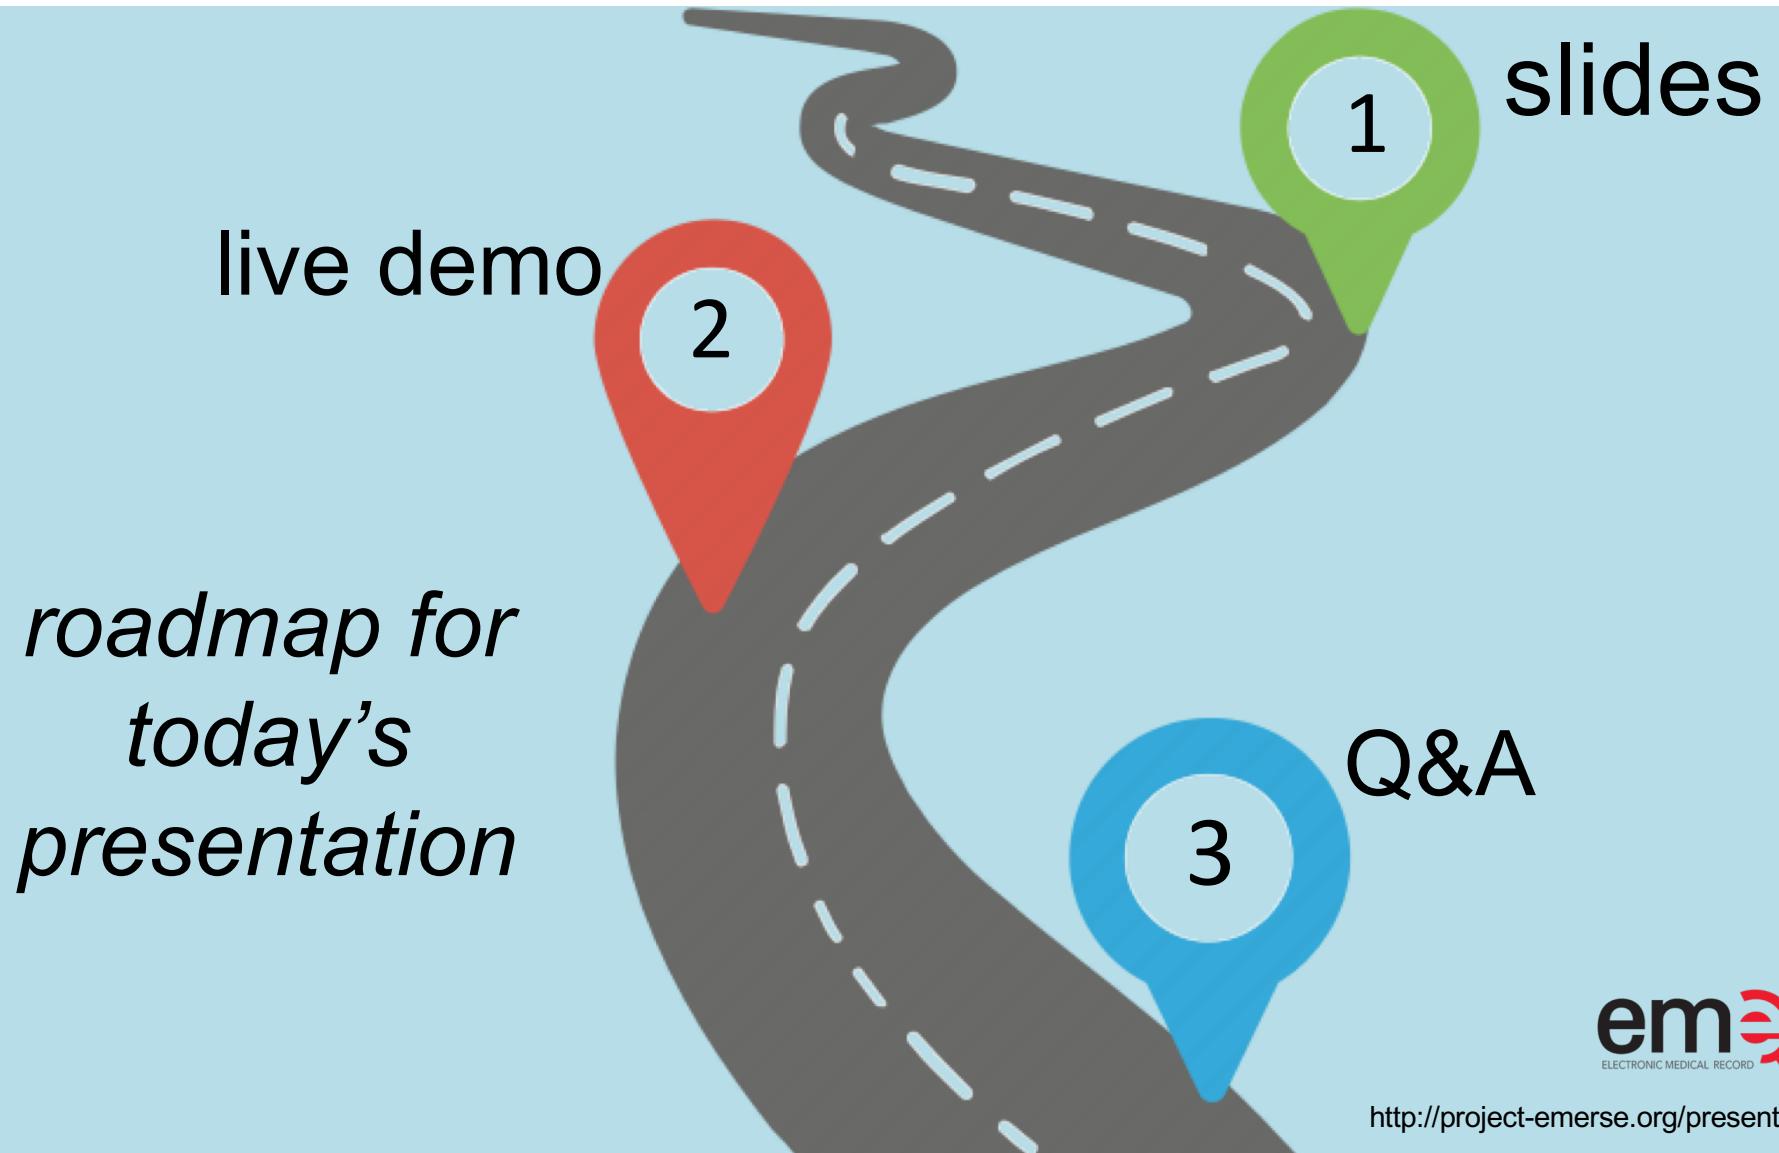 slides
1
live demo
2
roadmap for
today’s
presentation
Q&A
3
em
ELECTRONIC MEDICAL RECORD
http://project-emerse.org/present